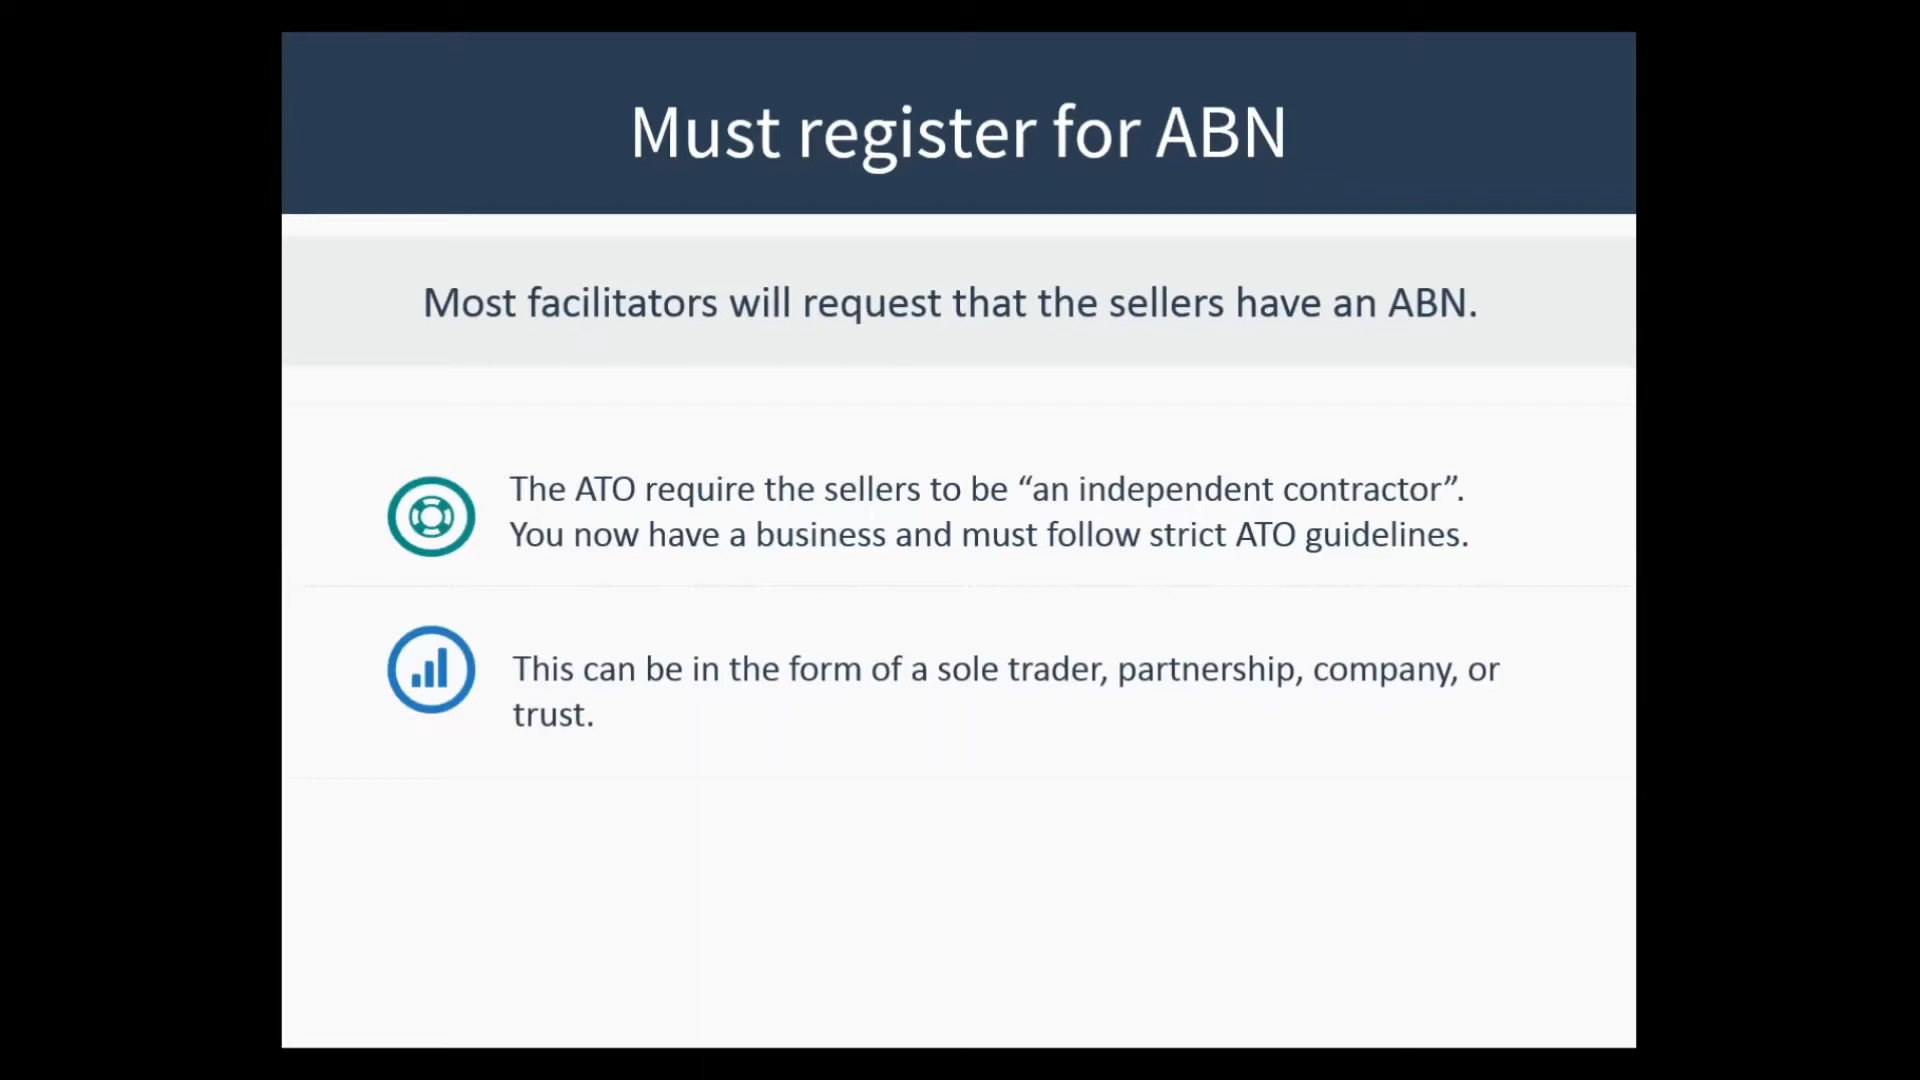 Must register for ABN
Most facilitators will request that the sellers have an ABN.
The ATO require the sellers to be “an independent contractor”.
You now have a business and must follow strict ATO guidelines.
This can be in the form of a sole trader, partnership, company, or
trust.